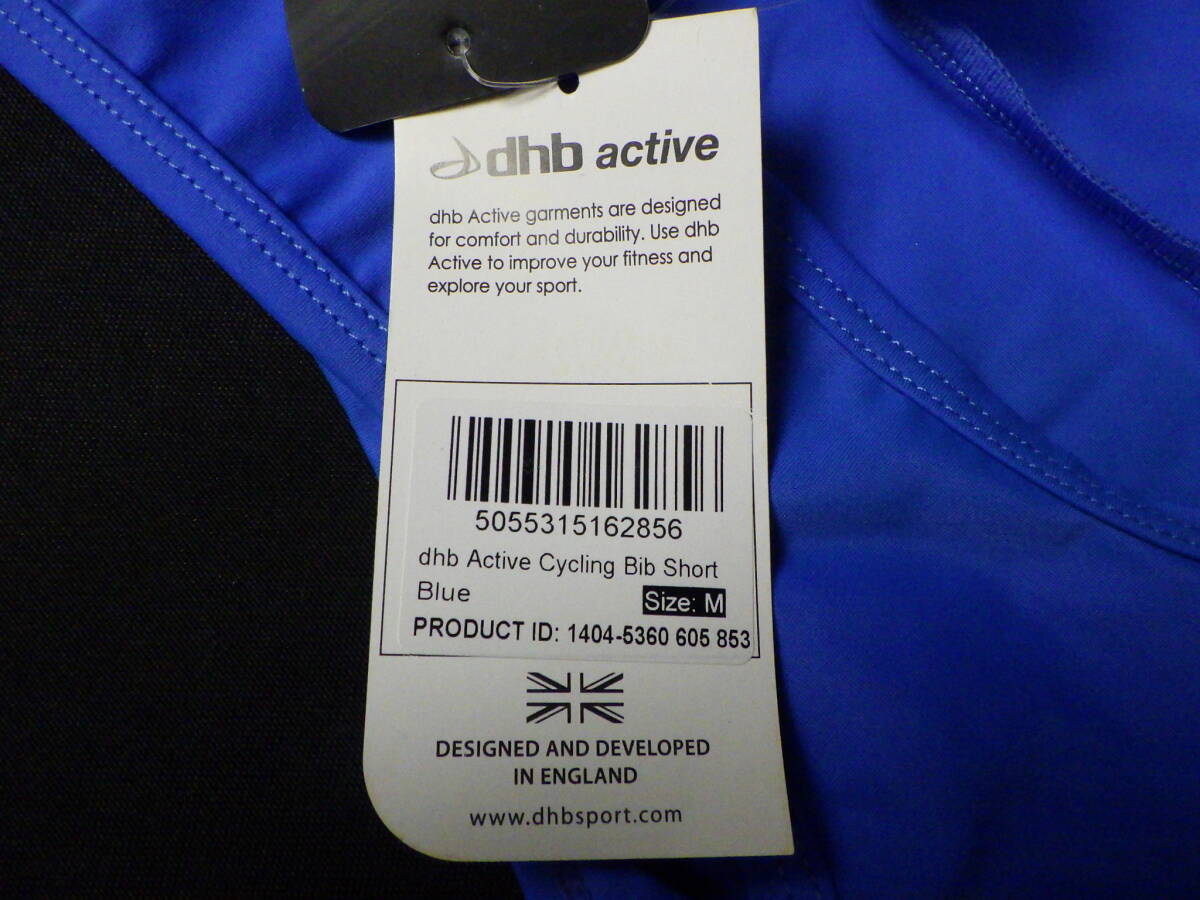 dhb active
dhb Active garments are designed
for comfort and durability. Use dhb
Active to improve your fitness and
explore your sport.
5055315162856
dhb Active Cycling Bib Short
Blue
Size: M
PRODUCT ID: 1404-5360 605 853
DESIGNED AND DEVELOPED
IN ENGLAND
www.dhbsport.com